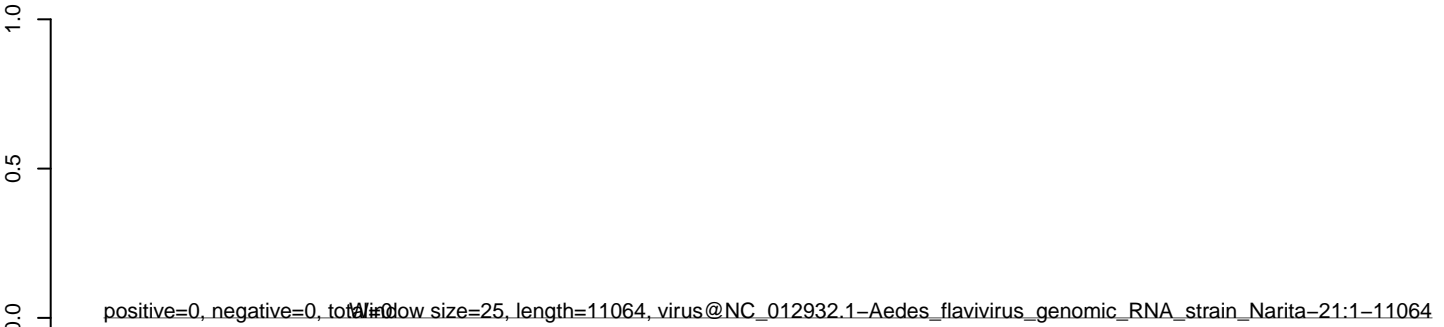 1.0
0.5
0.0
positive=0, negative=0, total=0
Window size=25, length=11064, virus@NC_012932.1−Aedes_flavivirus_genomic_RNA_strain_Narita−21:1−11064